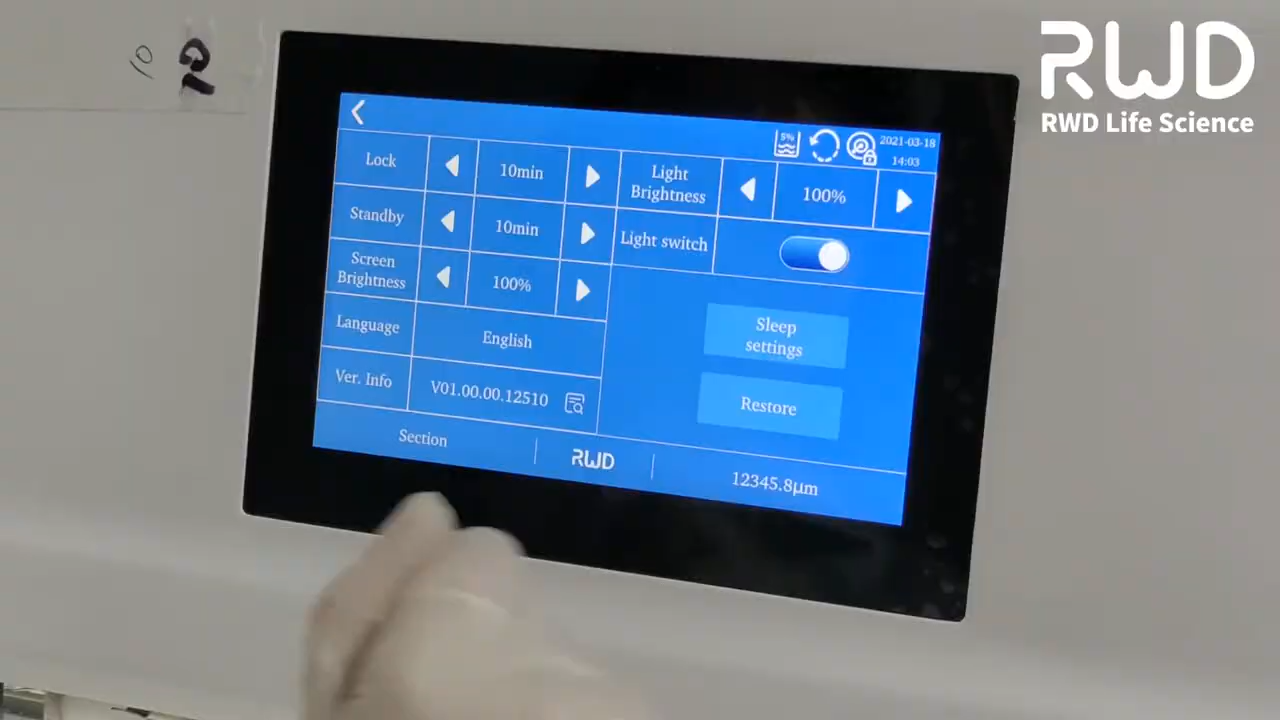 10
RWD
RWD Life Science
5%
2021-03-18
14:03
Lock
10min
Light
Brightness
100%
Standby
10min
Light switch
Screen
Brightness
100%
Language
English
Sleep
settings
Ver. Info
V01.00.00.12510
Restore
Section
RWD
12345.8μm